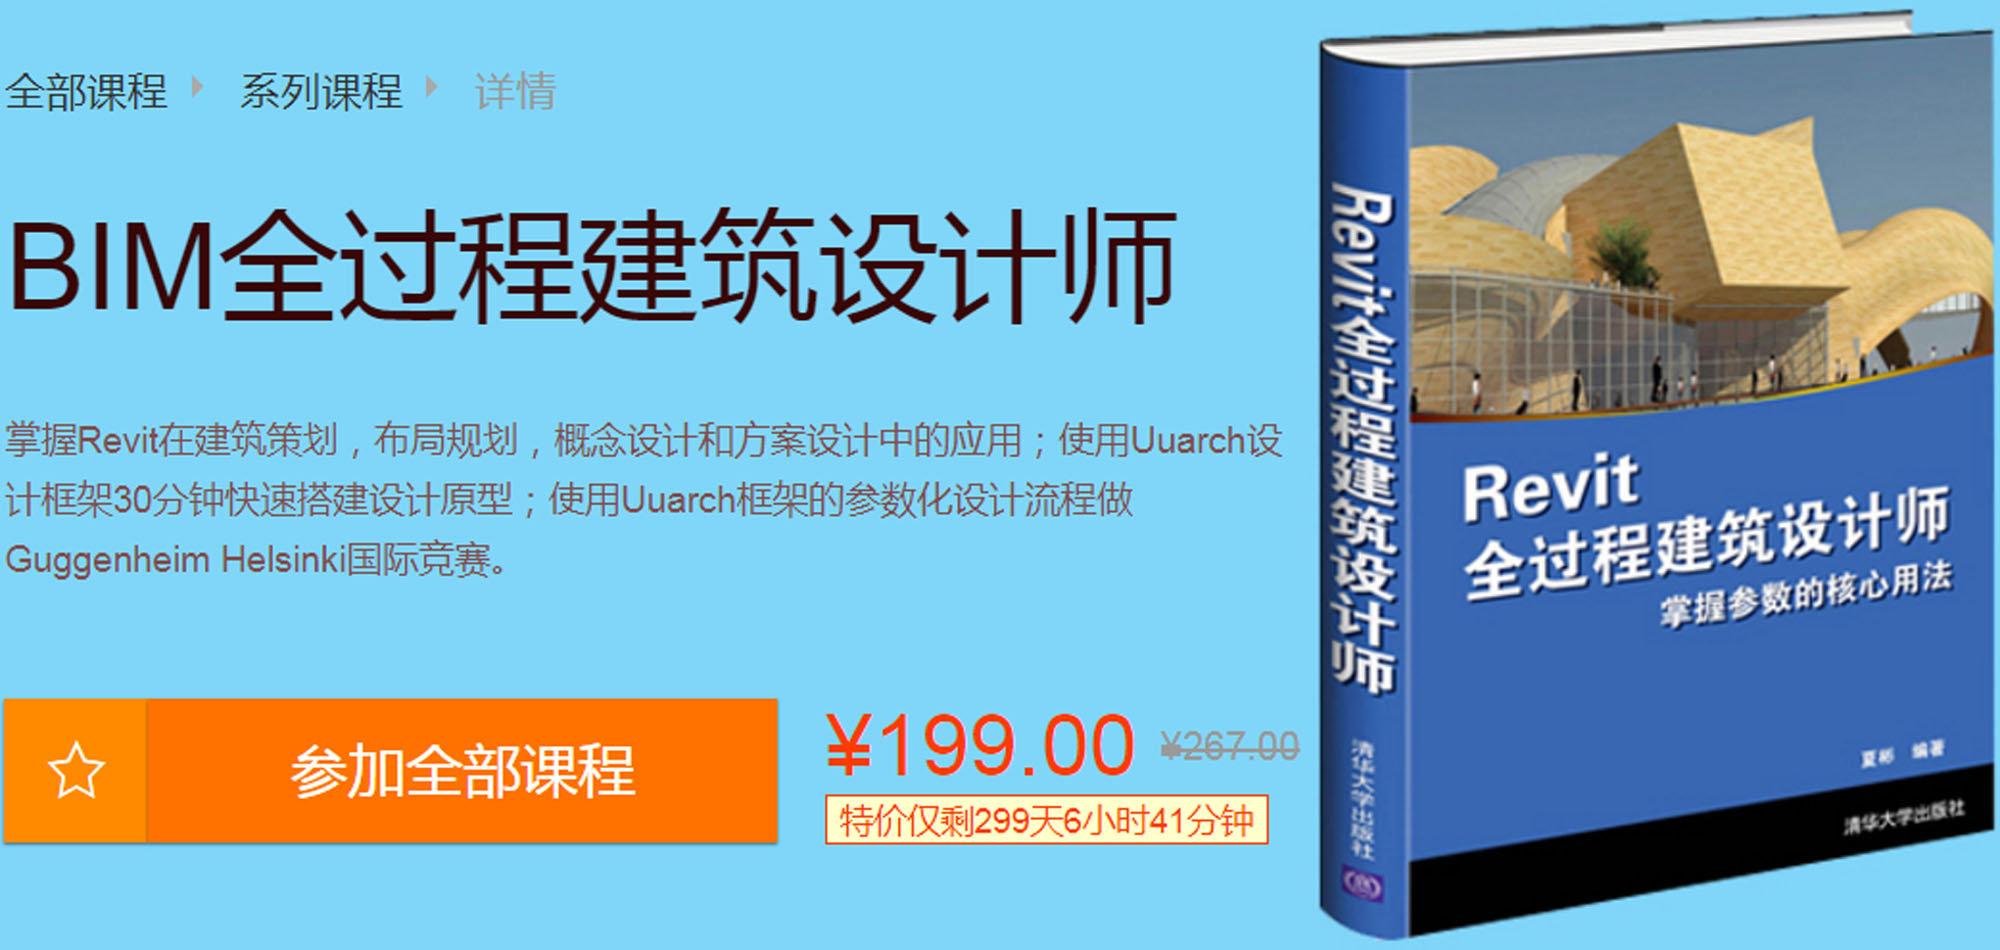 全部课程 系列课程 详情
BIM全过程建筑设计师
掌握Revit在建筑策划，布局规划，概念设计和方案设计中的应用；使用Uuarch设
计框架30分钟快速搭建设计原型；使用Uuarch框架的参数化设计流程做
Guggenheim Helsinki国际竞赛。
参加全部课程
¥199.00 ¥267.00
特价仅剩299天6小时41分钟
Revit全过程建筑设计师
清华大学出版社
Revit
全过程建筑设计师
掌握参数的核心用法
夏彬 编著
清华大学出版社